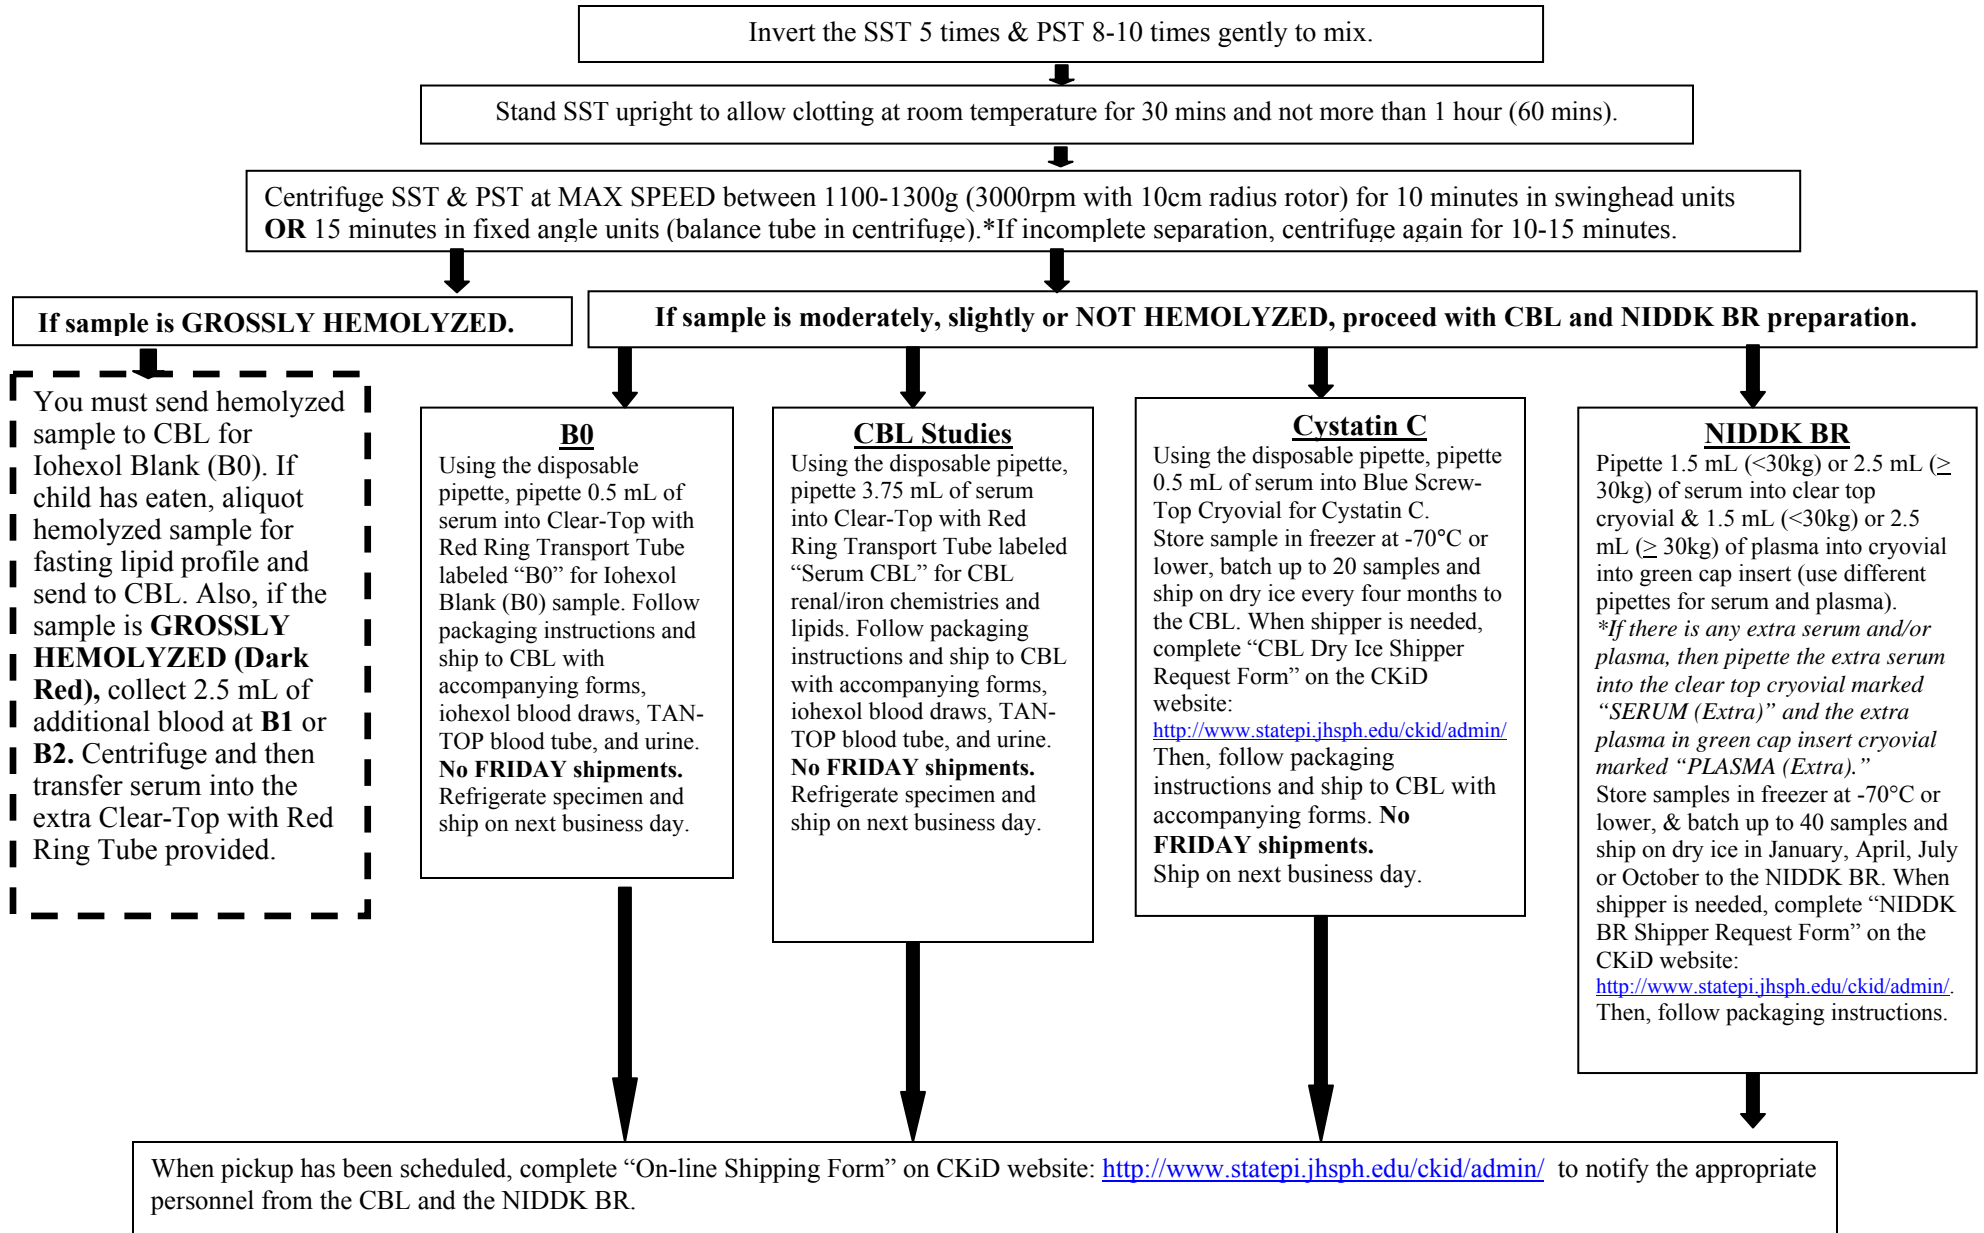 Invert the SST 5 times & PST 8-10 times gently to mix.
Stand SST upright to allow clotting at room temperature for 30 mins and not more than 1 hour (60 mins).
Centrifuge SST & PST at MAX SPEED between 1100-1300g (3000rpm with 10cm radius rotor) for 10 minutes in swinghead units
OR 15 minutes in fixed angle units (balance tube in centrifuge).*If incomplete separation, centrifuge again for 10-15 minutes.
If sample is GROSSLY HEMOLYZED.
If sample is moderately, slightly or NOT HEMOLYZED, proceed with CBL and NIDDK BR preparation.
You must send hemolyzed
sample to CBL for
Iohexol Blank (B0). If
child has eaten, aliquot
hemolyzed sample for
fasting lipid profile and
send to CBL. Also, if the
sample is GROSSLY
HEMOLYZED (Dark
Red), collect 2.5 mL of
additional blood at B1 or
B2. Centrifuge and then
transfer serum into the
extra Clear-Top with Red
Ring Tube provided.
B0
Using the disposable
pipette, pipette 0.5 mL of
serum into Clear-Top with
Red Ring Transport Tube
labeled “B0” for Iohexol
Blank (B0) sample. Follow
packaging instructions and
ship to CBL with
accompanying forms,
iohexol blood draws, TAN-
TOP blood tube, and urine.
No FRIDAY shipments.
Refrigerate specimen and
ship on next business day.
CBL Studies
Using the disposable pipette,
pipette 3.75 mL of serum
into Clear-Top with Red
Ring Transport Tube labeled
“Serum CBL” for CBL
renal/iron chemistries and
lipids. Follow packaging
instructions and ship to CBL
with accompanying forms,
iohexol blood draws, TAN-
TOP blood tube, and urine.
No FRIDAY shipments.
Refrigerate specimen and
ship on next business day.
Cystatin C
Using the disposable pipette, pipette
0.5 mL of serum into Blue Screw-
Top Cryovial for Cystatin C.
Store sample in freezer at -70°C or
lower, batch up to 20 samples and
ship on dry ice every four months to
the CBL. When shipper is needed,
complete “CBL Dry Ice Shipper
Request Form” on the CKiD
website:
http://www.statepi.jhsph.edu/ckid/admin/
Then, follow packaging
instructions and ship to CBL with
accompanying forms. No
FRIDAY shipments.
Ship on next business day.
NIDDK BR
Pipette 1.5 mL (<30kg) or 2.5 mL (≥
30kg) of serum into clear top
cryovial & 1.5 mL (<30kg) or 2.5
mL (≥ 30kg) of plasma into cryovial
into green cap insert (use different
pipettes for serum and plasma).
*If there is any extra serum and/or
plasma, then pipette the extra serum
into the clear top cryovial marked
“SERUM (Extra)” and the extra
plasma in green cap insert cryovial
marked “PLASMA (Extra).”
Store samples in freezer at -70°C or
lower, & batch up to 40 samples and
ship on dry ice in January, April, July
or October to the NIDDK BR. When
shipper is needed, complete “NIDDK
BR Shipper Request Form” on the
CKiD website:
http://www.statepi.jhsph.edu/ckid/admin/.
Then, follow packaging instructions.
When pickup has been scheduled, complete “On-line Shipping Form” on CKiD website: http://www.statepi.jhsph.edu/ckid/admin/ to notify the appropriate
personnel from the CBL and the NIDDK BR.